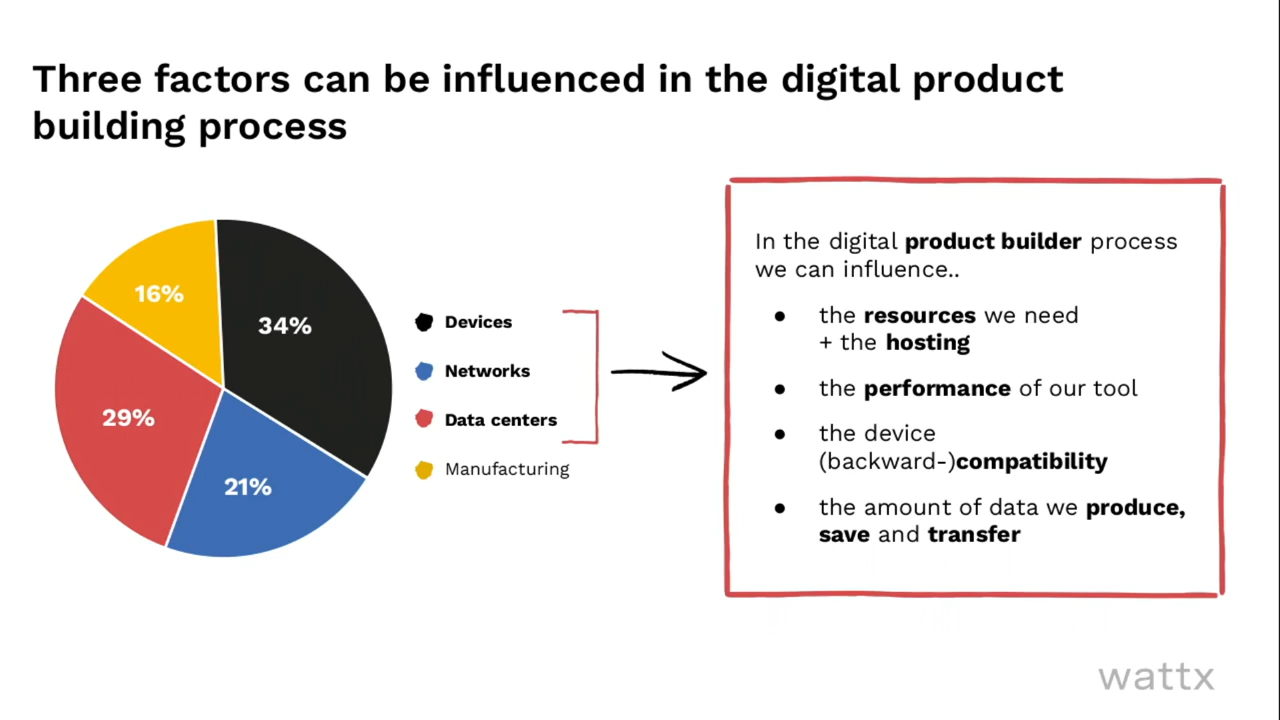 Three factors can be influenced in the digital product
building process
16%
34%
29%
21%
Devices
Networks
Data centers
Manufacturing
In the digital product builder process
we can influence..
● the resources we need
+ the hosting
● the performance of our tool
● the device
(backward-)compatibility
● the amount of data we produce,
save and transfer
wattx